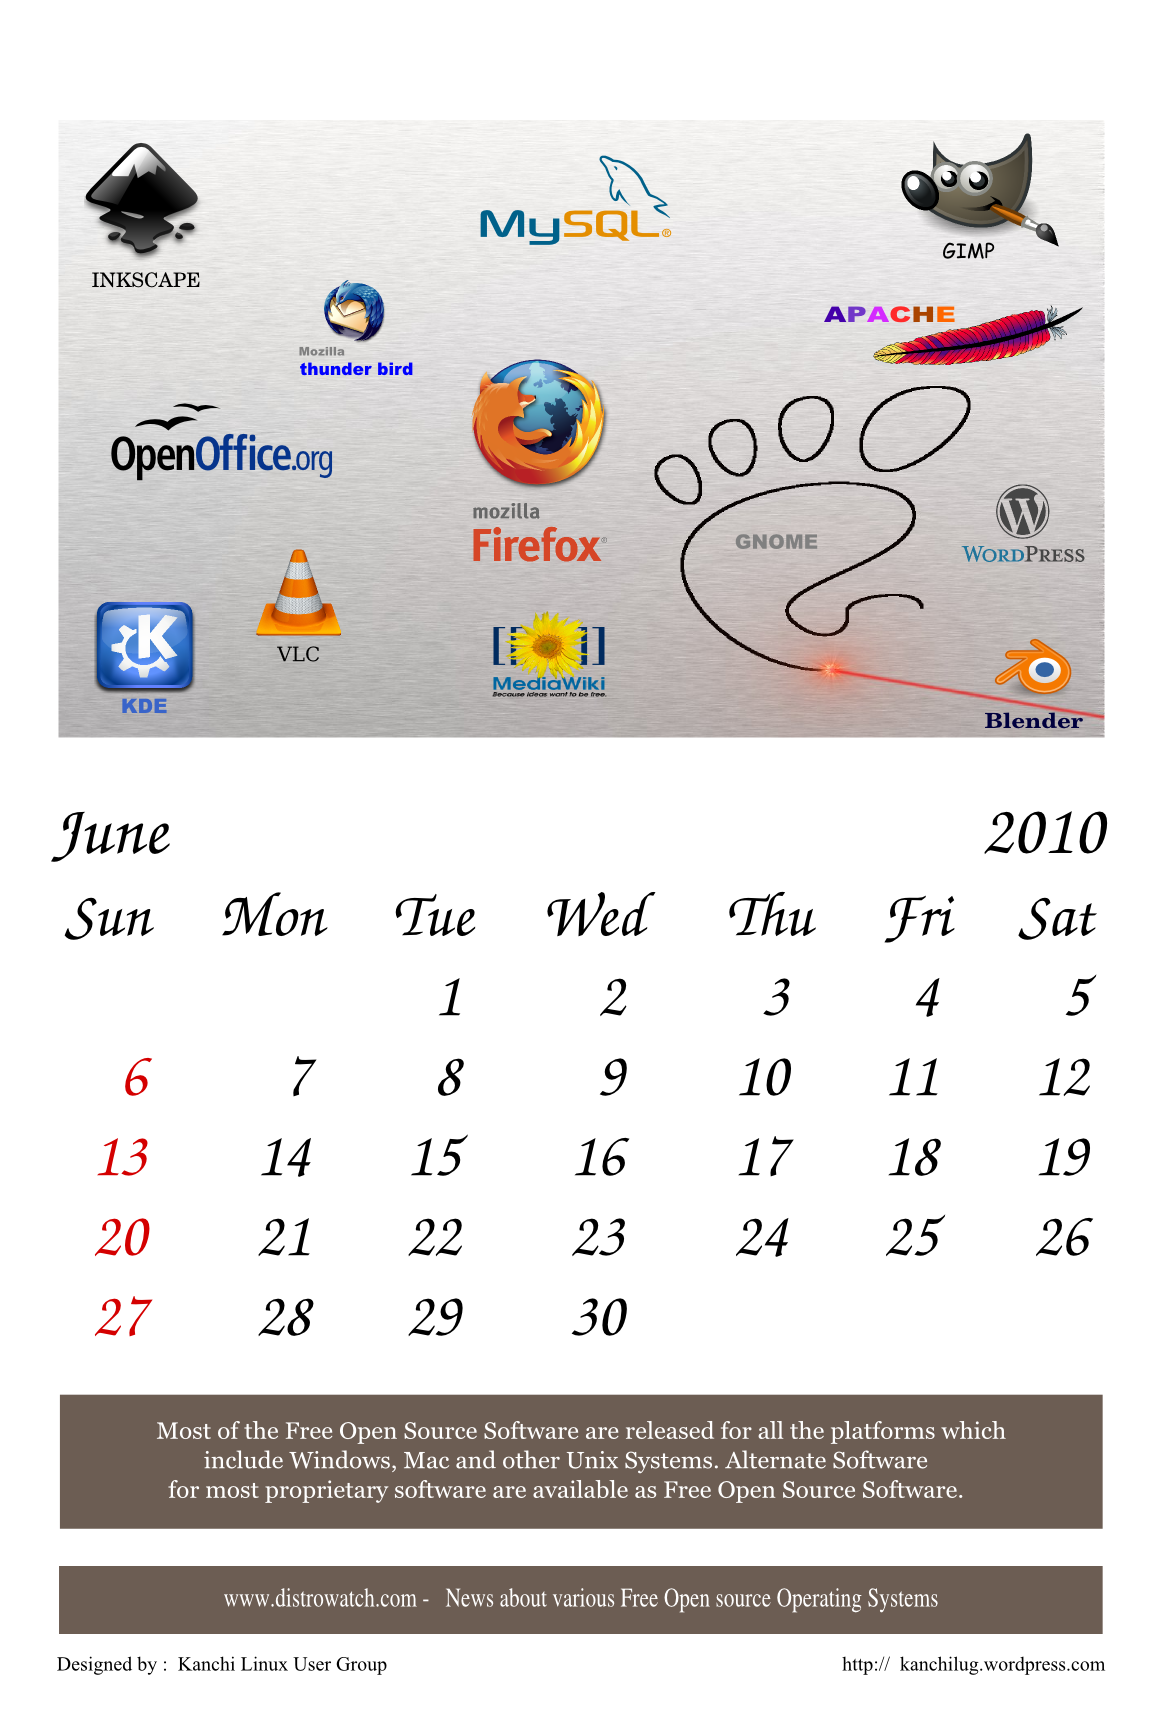 INKSCAPE
MySQL®
GIMP
Mozilla
thunder bird
APACHE
OpenOffice.org
mozilla
Firefox®
GNOME
WORDPRESS
VLC
KDE
[[MediaWiki]]
Because ideas want to be free.
Blender
June 2010
Sun Mon Tue Wed Thu Fri Sat
1 2 3 4 5
6 7 8 9 10 11 12
13 14 15 16 17 18 19
20 21 22 23 24 25 26
27 28 29 30
Most of the Free Open Source Software are released for all the platforms which
include Windows, Mac and other Unix Systems. Alternate Software
for most proprietary software are available as Free Open Source Software.
www.distrowatch.com - News about various Free Open source Operating Systems
Designed by : Kanchi Linux User Group http:// kanchilug.wordpress.com